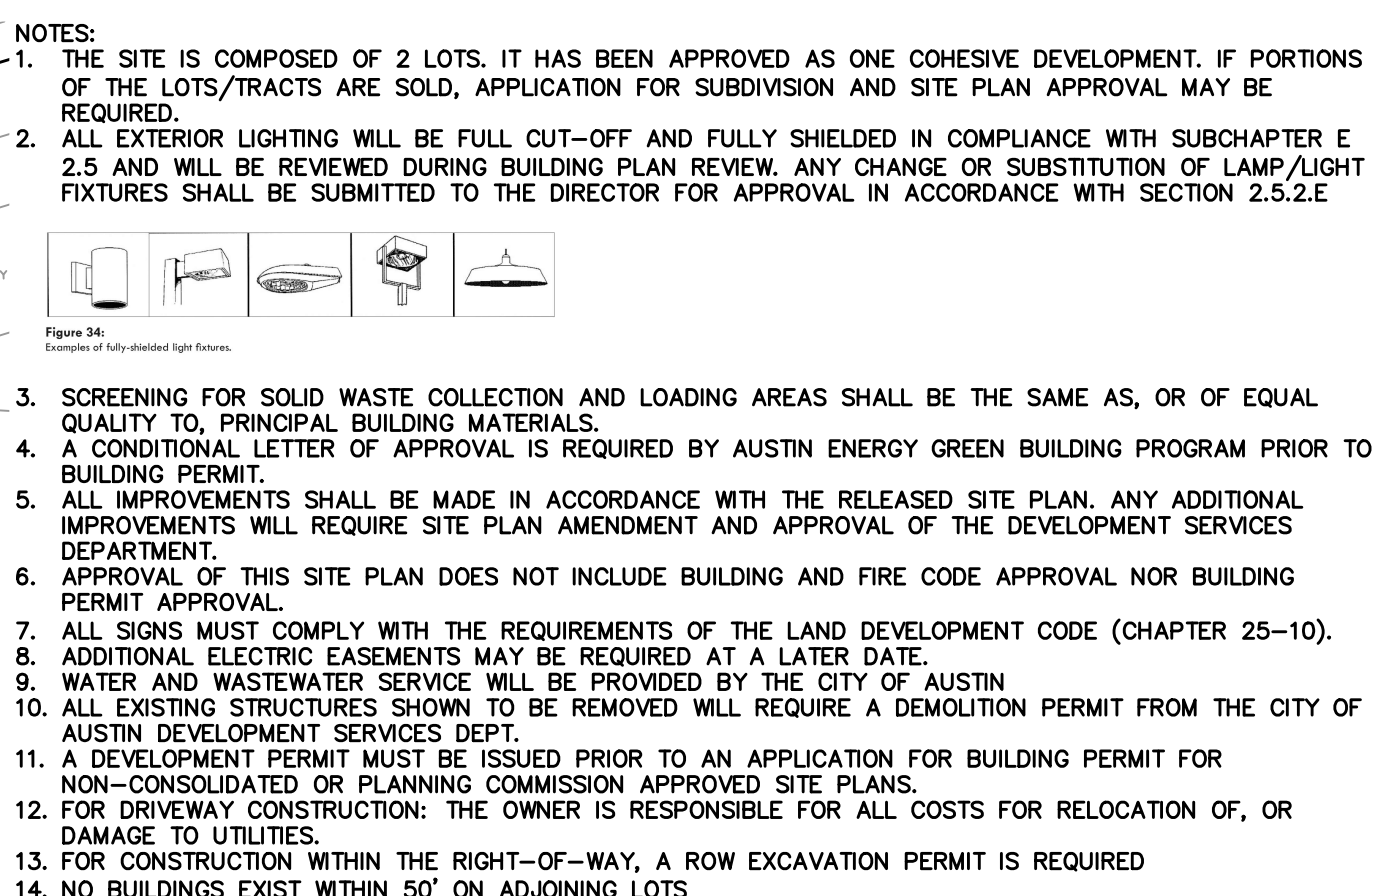 NOTES:
1. THE SITE IS COMPOSED OF 2 LOTS. IT HAS BEEN APPROVED AS ONE COHESIVE DEVELOPMENT. IF PORTIONS
OF THE LOTS/TRACTS ARE SOLD, APPLICATION FOR SUBDIVISION AND SITE PLAN APPROVAL MAY BE
REQUIRED.
2. ALL EXTERIOR LIGHTING WILL BE FULL CUT-OFF AND FULLY SHIELDED IN COMPLIANCE WITH SUBCHAPTER E
2.5 AND WILL BE REVIEWED DURING BUILDING PLAN REVIEW. ANY CHANGE OR SUBSTITUTION OF LAMP/LIGHT
FIXTURES SHALL BE SUBMITTED TO THE DIRECTOR FOR APPROVAL IN ACCORDANCE WITH SECTION 2.5.2.E
Y
Figure 34:
Examples of fully-shielded light fixtures.
3. SCREENING FOR SOLID WASTE COLLECTION AND LOADING AREAS SHALL BE THE SAME AS, OR OF EQUAL
QUALITY TO, PRINCIPAL BUILDING MATERIALS.
4. A CONDITIONAL LETTER OF APPROVAL IS REQUIRED BY AUSTIN ENERGY GREEN BUILDING PROGRAM PRIOR TO
BUILDING PERMIT.
5. ALL IMPROVEMENTS SHALL BE MADE IN ACCORDANCE WITH THE RELEASED SITE PLAN. ANY ADDITIONAL
IMPROVEMENTS WILL REQUIRE SITE PLAN AMENDMENT AND APPROVAL OF THE DEVELOPMENT SERVICES
DEPARTMENT.
6. APPROVAL OF THIS SITE PLAN DOES NOT INCLUDE BUILDING AND FIRE CODE APPROVAL NOR BUILDING
PERMIT APPROVAL.
7. ALL SIGNS MUST COMPLY WITH THE REQUIREMENTS OF THE LAND DEVELOPMENT CODE (CHAPTER 25-10).
8. ADDITIONAL ELECTRIC EASEMENTS MAY BE REQUIRED AT A LATER DATE.
9. WATER AND WASTEWATER SERVICE WILL BE PROVIDED BY THE CITY OF AUSTIN
10. ALL EXISTING STRUCTURES SHOWN TO BE REMOVED WILL REQUIRE A DEMOLITION PERMIT FROM THE CITY OF
AUSTIN DEVELOPMENT SERVICES DEPT.
11. A DEVELOPMENT PERMIT MUST BE ISSUED PRIOR TO AN APPLICATION FOR BUILDING PERMIT FOR
NON-CONSOLIDATED OR PLANNING COMMISSION APPROVED SITE PLANS.
12. FOR DRIVEWAY CONSTRUCTION: THE OWNER IS RESPONSIBLE FOR ALL COSTS FOR RELOCATION OF, OR
DAMAGE TO UTILITIES.
13. FOR CONSTRUCTION WITHIN THE RIGHT-OF-WAY, A ROW EXCAVATION PERMIT IS REQUIRED
14. NO BUILDINGS EXIST WITHIN 50' ON ADJOINING LOTS